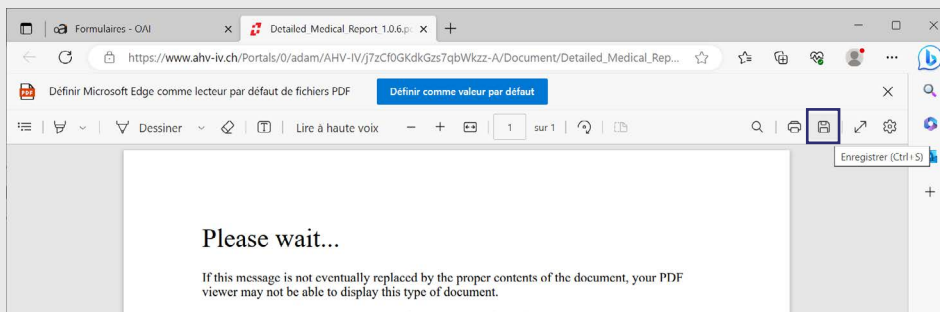 Formulaires - OAI
Detailed_Medical_Report_1.0.6.pd
https://www.ahv-iv.ch/Portals/0/adam/AHV-IV/j7zCf0GKdkGzs7qbWkzz-A/Document/Detailed_Medical_Rep...
Définir Microsoft Edge comme lecteur par défaut de fichiers PDF
Définir comme valeur par défaut
Dessiner
Lire à haute voix
1
sur 1
Enregistrer (Ctrl+S)
Please wait...
If this message is not eventually replaced by the proper contents of the document, your PDF
viewer may not be able to display this type of document.